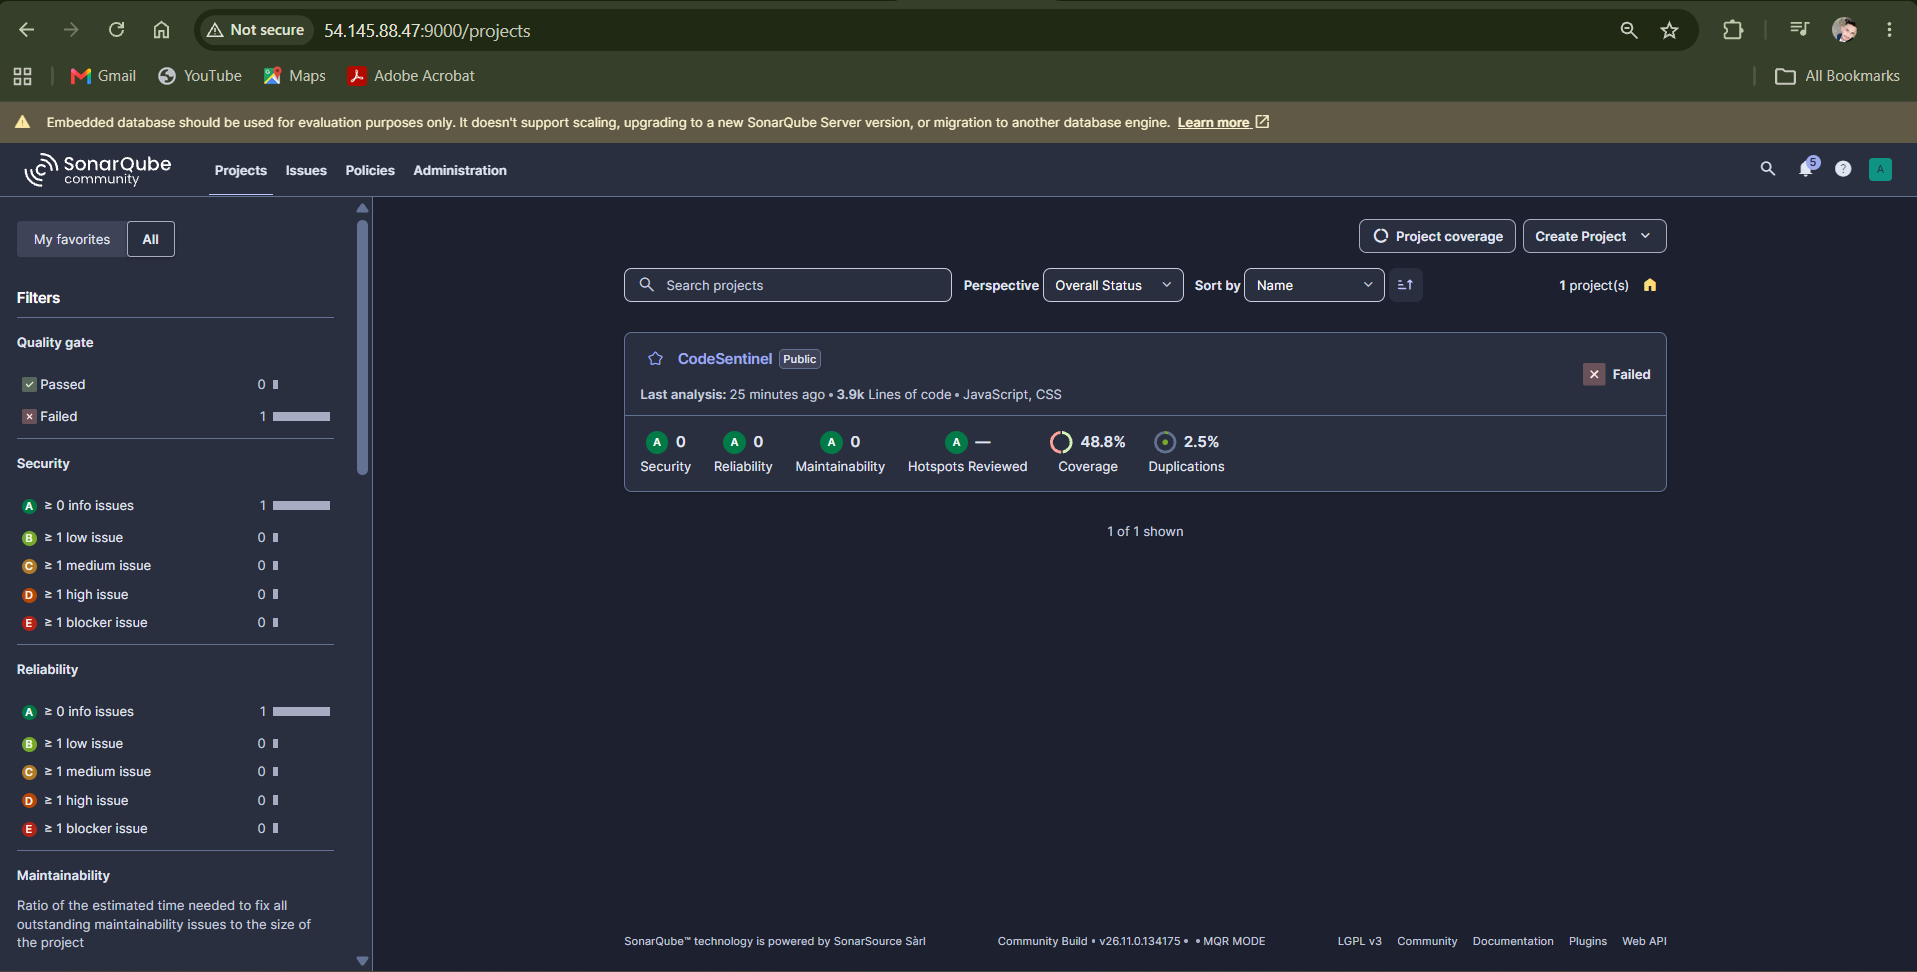 Not secure 54.145.88.47:9000/projects
Gmail YouTube Maps Adobe Acrobat All Bookmarks
Embedded database should be used for evaluation purposes only. It doesn't support scaling, upgrading to a new SonarQube Server version, or migration to another database engine. Learn more
SonarQube community Projects Issues Policies Administration 5 ? A
My favorites All
Filters
Quality gate
Passed 0
Failed 1
Security
A ≥ 0 info issues 1
B ≥ 1 low issue 0
C ≥ 1 medium issue 0
D ≥ 1 high issue 0
E ≥ 1 blocker issue 0
Reliability
A ≥ 0 info issues 1
B ≥ 1 low issue 0
C ≥ 1 medium issue 0
D ≥ 1 high issue 0
E ≥ 1 blocker issue 0
Maintainability
Ratio of the estimated time needed to fix all
outstanding maintainability issues to the size of
the project
Project coverage Create Project
Search projects Perspective Overall Status Sort by Name 1 project(s)
CodeSentinel Public
Failed
Last analysis: 25 minutes ago • 3.9k Lines of code • JavaScript, CSS
A 0 A 0 A 0 A — 48.8% 2.5%
Security Reliability Maintainability Hotspots Reviewed Coverage Duplications
1 of 1 shown
SonarQube™ technology is powered by SonarSource Sàrl Community Build • v26.11.0.134175 • • MQR MODE LGPL v3 Community Documentation Plugins Web API